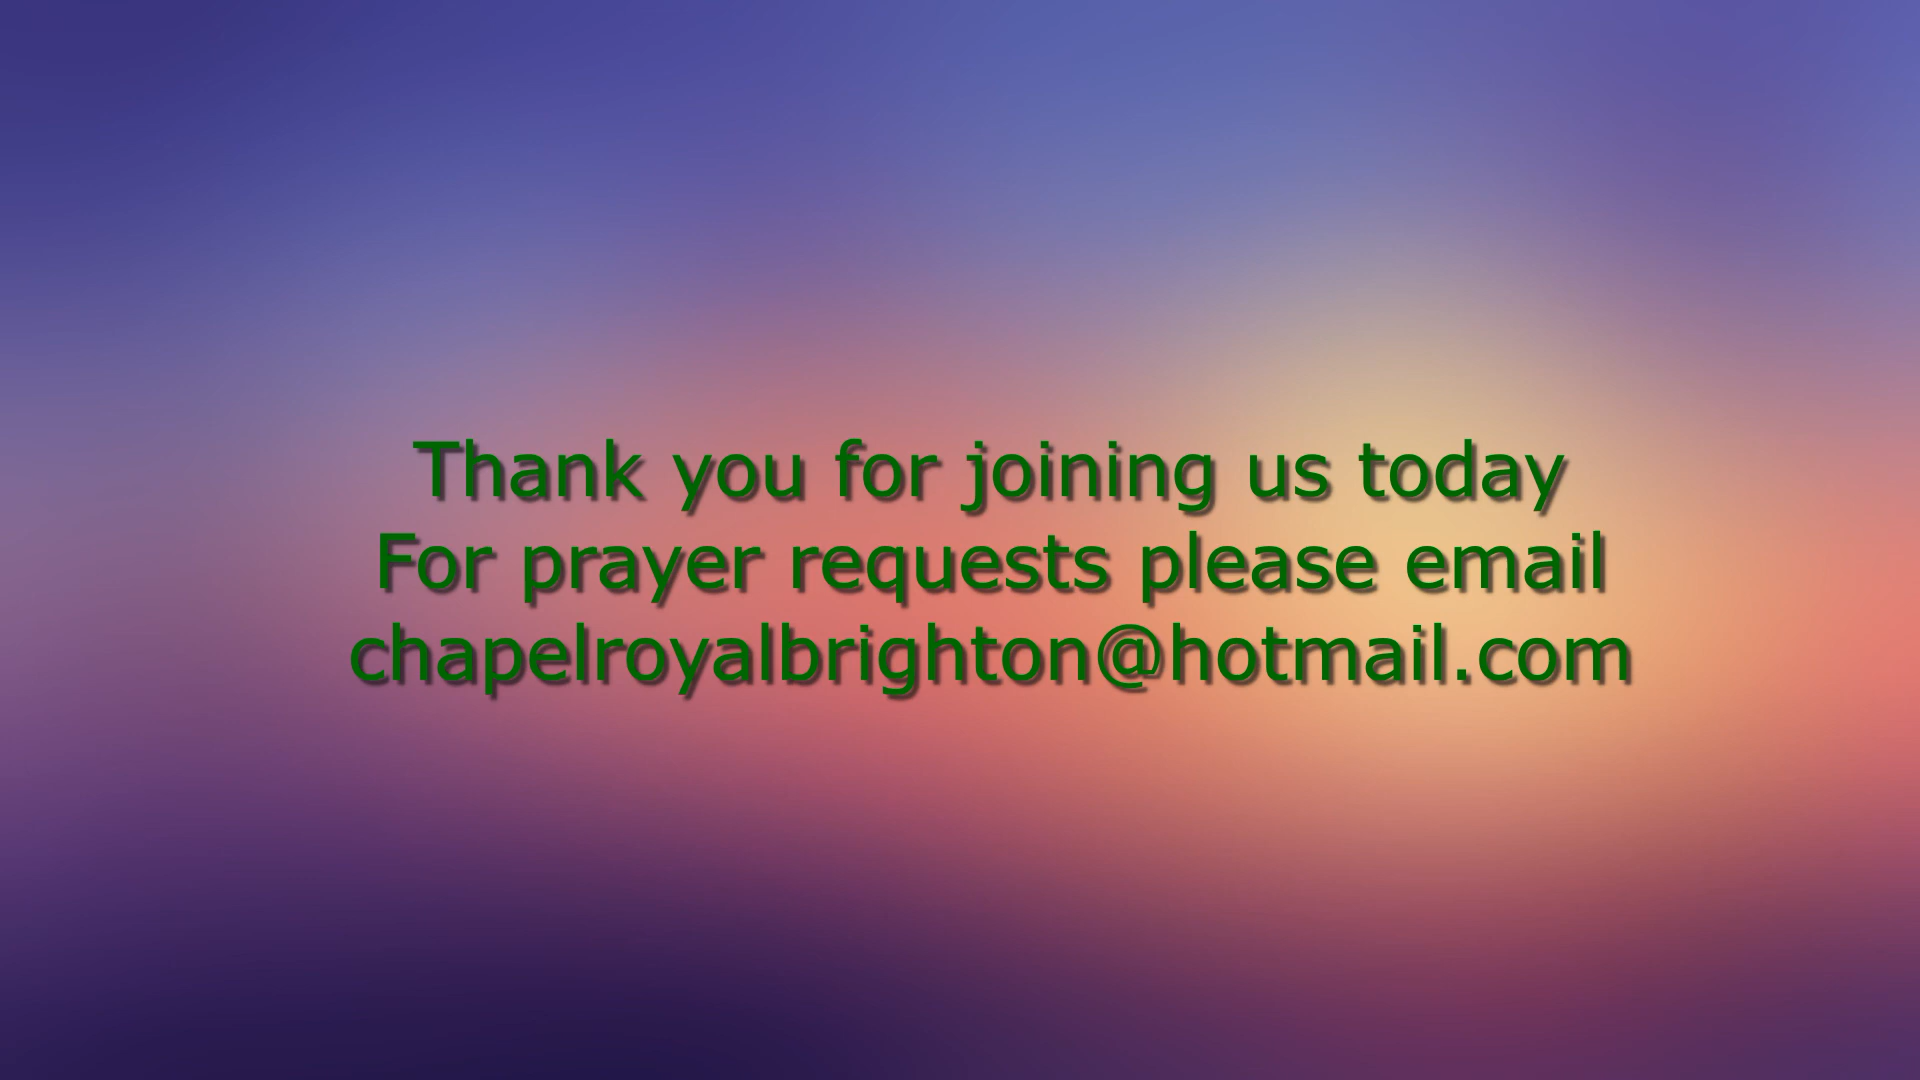 Thank you for joining us today
For prayer requests please email
chapelroyalbrighton@hotmail.com